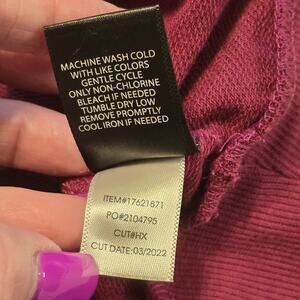 MACHINE WASH COLD
WITH LIKE COLORS
GENTLE CYCLE
ONLY NON-CHLORINE
BLEACH IF NEEDED
TUMBLE DRY LOW
REMOVE PROMPTLY
COOL IRON IF NEEDED
ITEM#17621871
PO#2104795
CUT#HX
CUT DATE:03/2022